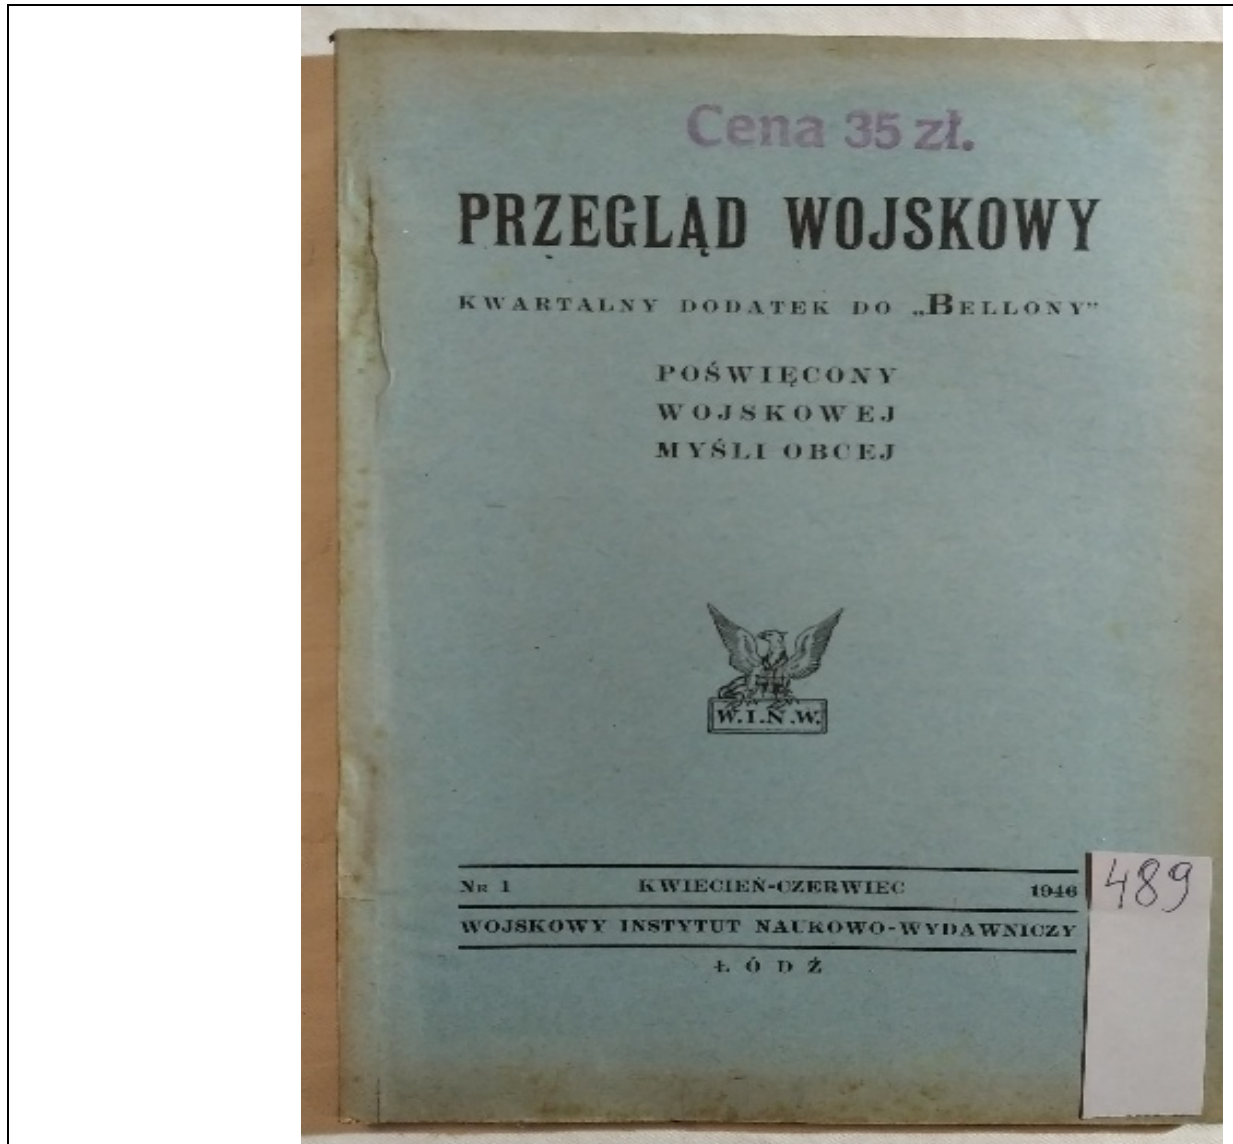 Cena 35 zł.
PRZEGLĄD WOJSKOWY
KWARTALNY DODATEK DO „BELLONY”
POŚWIĘCONY
WOJSKOWEJ
MYŚLI OBCEJ
W.I.N.W.
NR 1 KWIECIEŃ-CZERWIEC 1946
489
WOJSKOWY INSTYTUT NAUKOWO-WYDAWNICZY
ŁÓDŹ